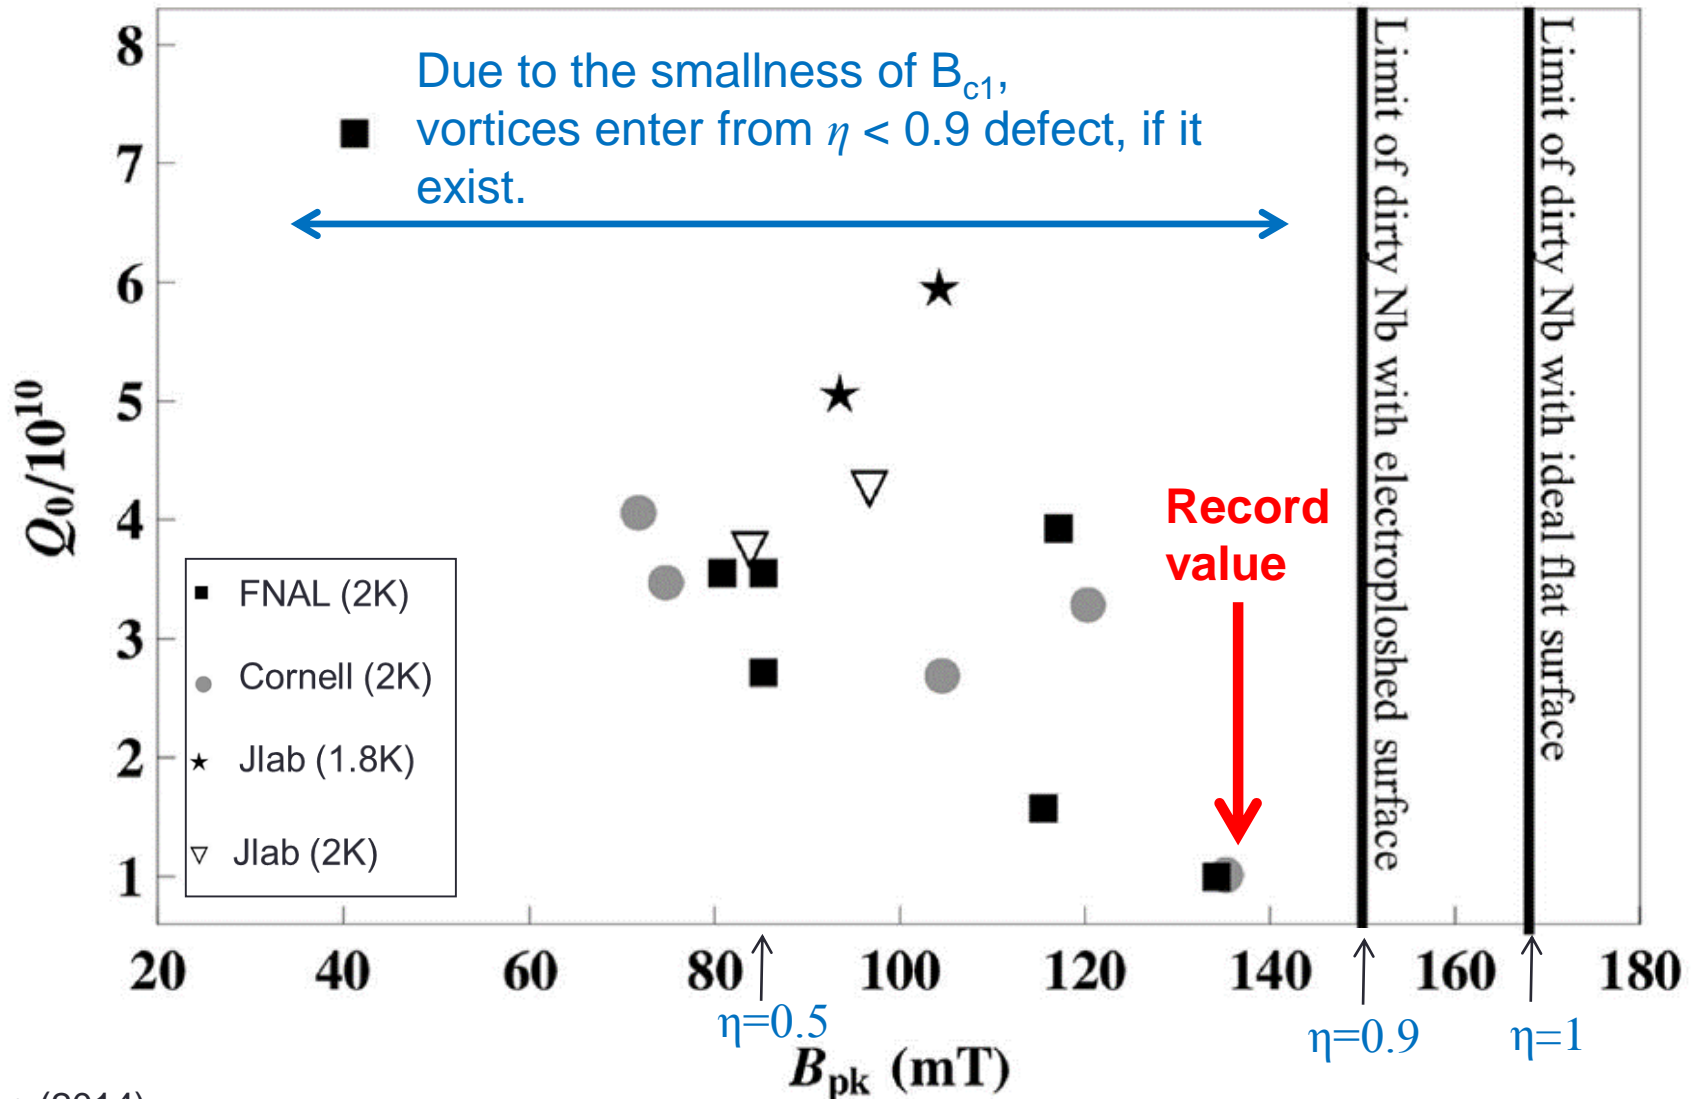 Due to the smallness of Bc1,
vortices enter from η < 0.9 defect, if it
exist.
8
7
6
5
4
3
2
1
Q0/10^10
Record
value
FNAL (2K)
Cornell (2K)
Jlab (1.8K)
Jlab (2K)
Limit of dirty Nb with electroploshed surface
Limit of dirty Nb with ideal flat surface
20 40 60 80 100 120 140 160 180
η=0.5 η=0.9 η=1
Bpk (mT)
(2014)